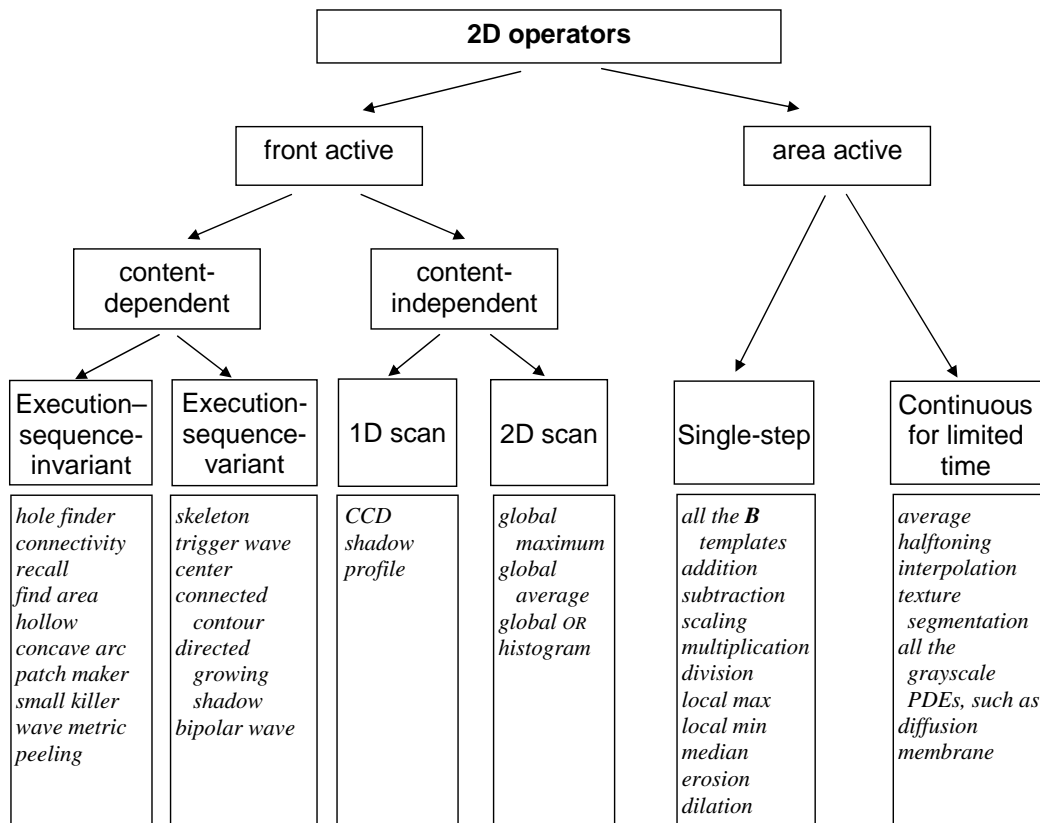 2D operators
front active
area active
content-
dependent
content-
independent
Execution–
sequence-
invariant
Execution-
sequence-
variant
1D scan
2D scan
Single-step
Continuous
for limited
time
hole finder
connectivity
recall
find area
hollow
concave arc
patch maker
small killer
wave metric
peeling
skeleton
trigger wave
center
connected
contour
directed
growing
shadow
bipolar wave
CCD
shadow
profile
global
maximum
global
average
global OR
histogram
all the B
templates
addition
subtraction
scaling
multiplication
division
local max
local min
median
erosion
dilation
average
halftoning
interpolation
texture
segmentation
all the
grayscale
PDEs, such as
diffusion
membrane